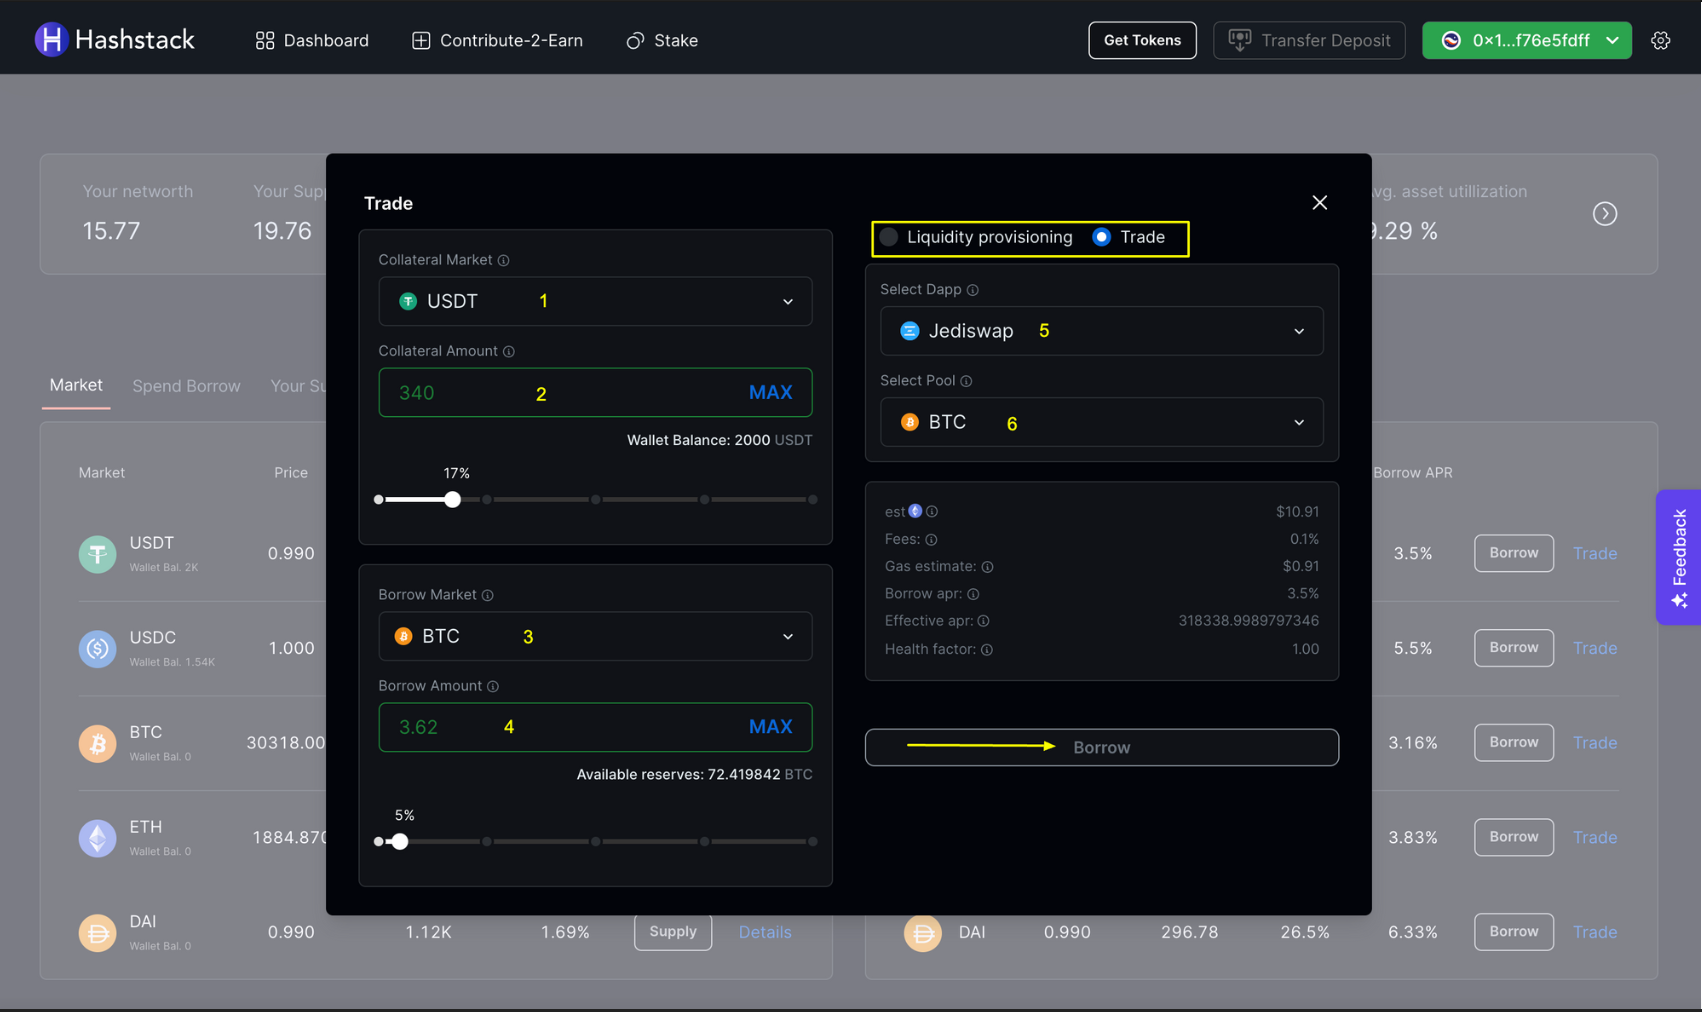 Hashstack
Dashboard
Contribute-2-Earn
Stake
Get Tokens
Transfer Deposit
0×1...f76e5fdff
Your networth
15.77
Your Sup
19.76
vg. asset utillization
9.29 %
Trade
Collateral Market
USDT 1
Collateral Amount
340 2 MAX
Wallet Balance: 2000 USDT
17%
Borrow Market
BTC 3
Borrow Amount
3.62 4 MAX
Available reserves: 72.419842 BTC
5%
Liquidity provisioning Trade
Select Dapp
Jediswap 5
Select Pool
BTC 6
est $10.91
Fees: 0.1%
Gas estimate: $0.91
Borrow apr: 3.5%
Effective apr: 318338.9989797346
Health factor: 1.00
Borrow
Market Spend Borrow Your Su
Market Price
Borrow APR
USDT 0.990
Wallet Bal. 2K
3.5% Borrow Trade
USDC 1.000
Wallet Bal. 1.54K
5.5% Borrow Trade
BTC 30318.00
Wallet Bal. 0
3.16% Borrow Trade
ETH 1884.870
Wallet Bal. 0
3.83% Borrow Trade
DAI 0.990 1.12K 1.69% Supply Details
Wallet Bal. 0
DAI 0.990 296.78 26.5% 6.33% Borrow Trade
Feedback